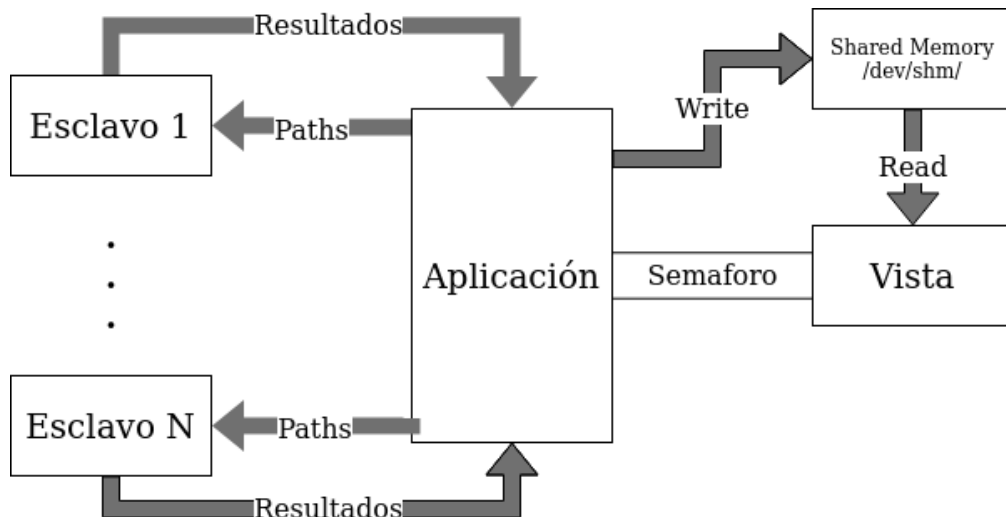 Resultados
Shared Memory
/dev/shm/
Esclavo 1
Paths
Write
Read
Aplicación
Semaforo
Vista
Esclavo N
Paths
Resultados